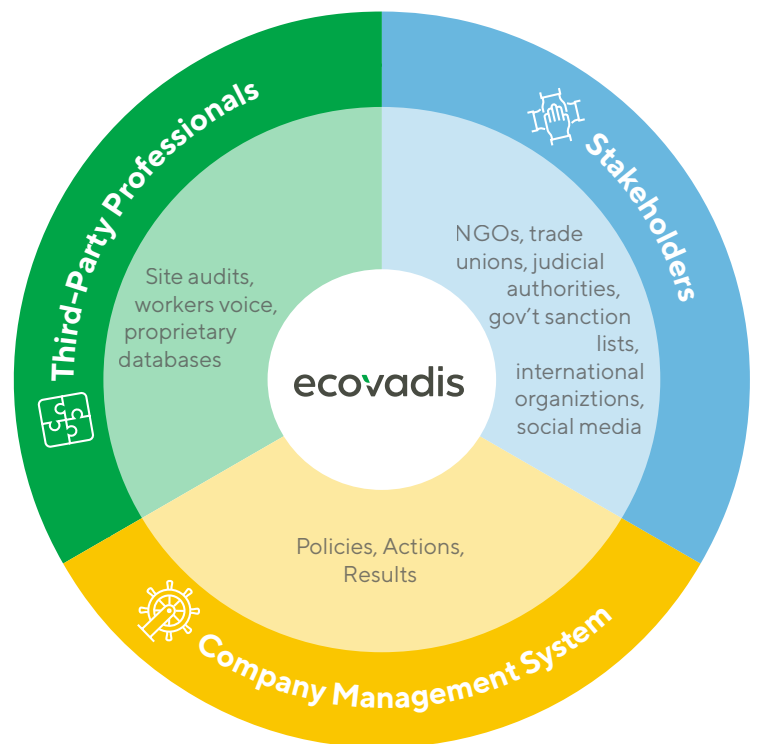 Third-Party Professionals
Site audits,
workers voice,
proprietary
databases
Stakeholders
NGOs, trade
unions, judicial
authorities,
gov't sanction
lists,
international
organiztions,
social media
ecovadis
Policies, Actions,
Results
Company Management System